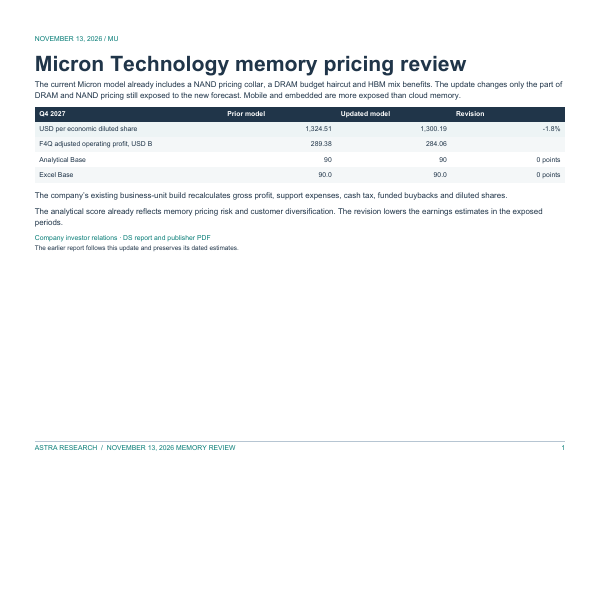 NOVEMBER 13, 2026 / MU
Micron Technology memory pricing review
The current Micron model already includes a NAND pricing collar, a DRAM budget haircut and HBM mix benefits. The update changes only the part of
DRAM and NAND pricing still exposed to the new forecast. Mobile and embedded are more exposed than cloud memory.
Q4 2027 Prior model Updated model Revision
USD per economic diluted share 1,324.51 1,300.19 -1.8%
F4Q adjusted operating profit, USD B 289.38 284.06
Analytical Base 90 90 0 points
Excel Base 90.0 90.0 0 points
The company's existing business-unit build recalculates gross profit, support expenses, cash tax, funded buybacks and diluted shares.
The analytical score already reflects memory pricing risk and customer diversification. The revision lowers the earnings estimates in the exposed
periods.
Company investor relations · DS report and publisher PDF
The earlier report follows this update and preserves its dated estimates.
ASTRA RESEARCH / NOVEMBER 13, 2026 MEMORY REVIEW 1